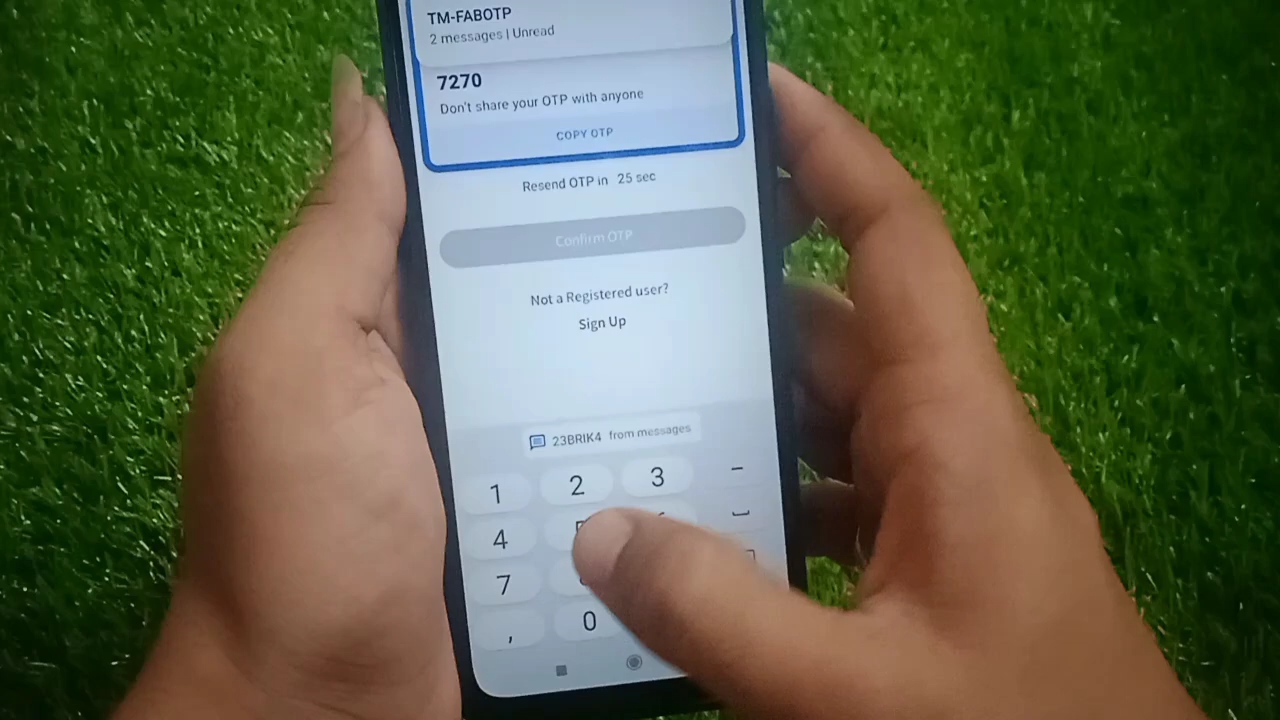 TM-FABOTP
2 messages | Unread
7270
Don't share your OTP with anyone
COPY OTP
Resend OTP in 25 sec
Confirm OTP
Not a Registered user?
Sign Up
23BRIK4 from messages
1 2 3 -
4
7
, 0